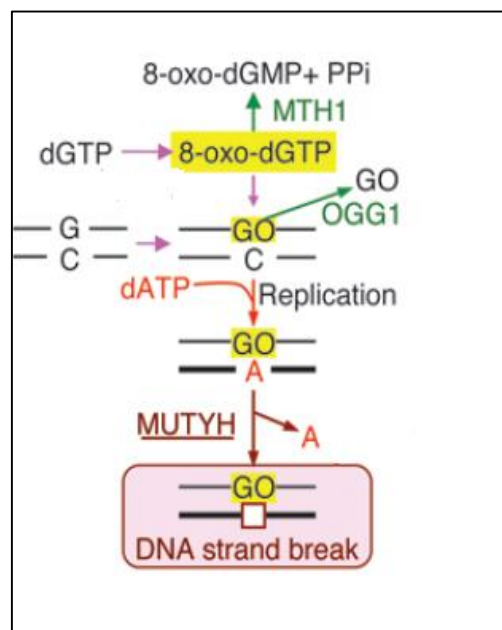 8-oxo-dGMP+ PPi
MTH1
dGTP 8-oxo-dGTP
GO
OGG1
G GO
C C
dATP Replication
GO
A
MUTYH A
GO
DNA strand break